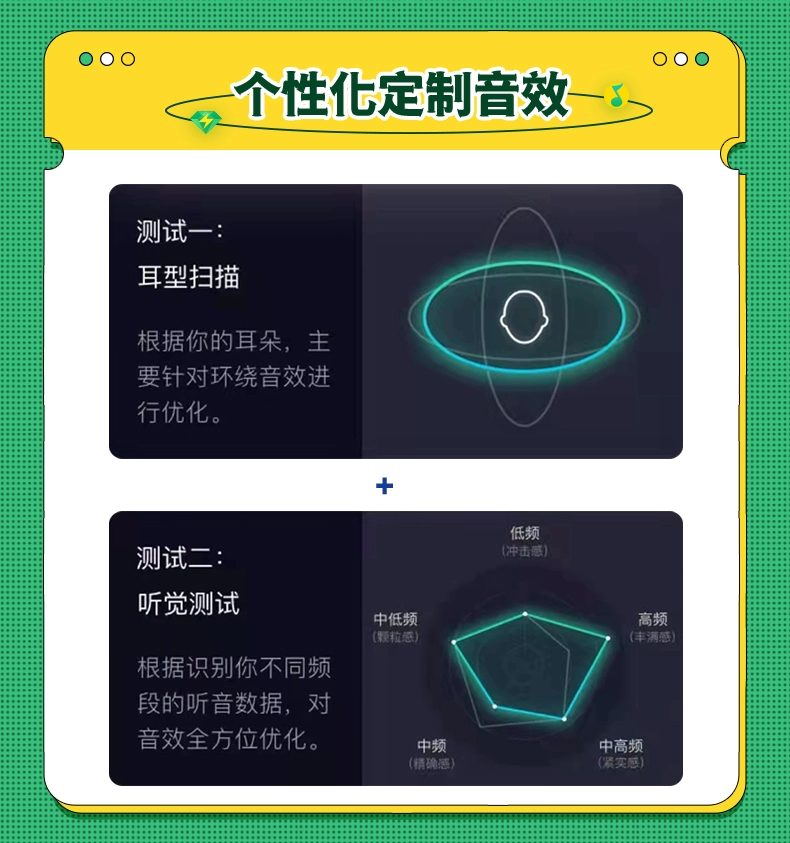 个性化定制音效
测试一：
耳型扫描
根据你的耳朵，主
要针对环绕音效进
行优化。
+
测试二：
听觉测试
根据识别你不同频
段的听音数据，对
音效全方位优化。
低频
（冲击感）
中低频
（颗粒感）
高频
（丰满感）
中频
（精确感）
中高频
（紧实感）